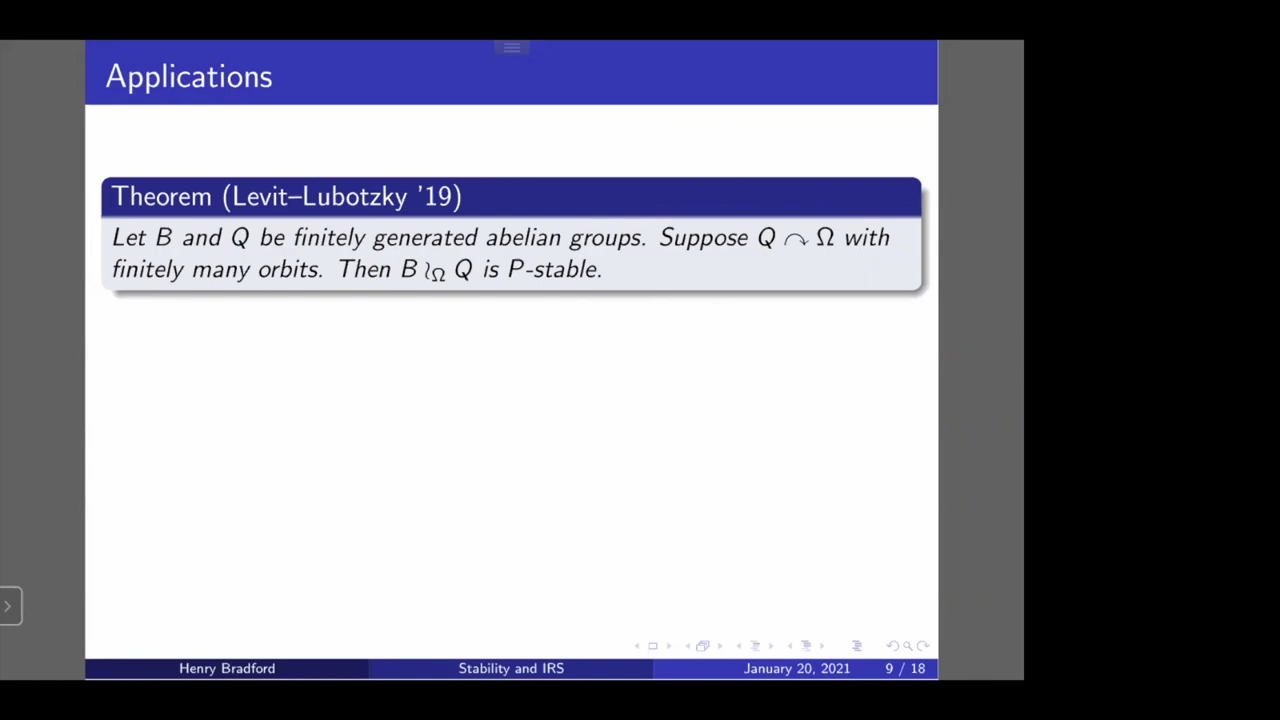 Applications
Theorem (Levit–Lubotzky '19)
Let B and Q be finitely generated abelian groups. Suppose Q ↷ Ω with
finitely many orbits. Then B ≀_Ω Q is P-stable.
Henry Bradford
Stability and IRS
January 20, 2021
9 / 18